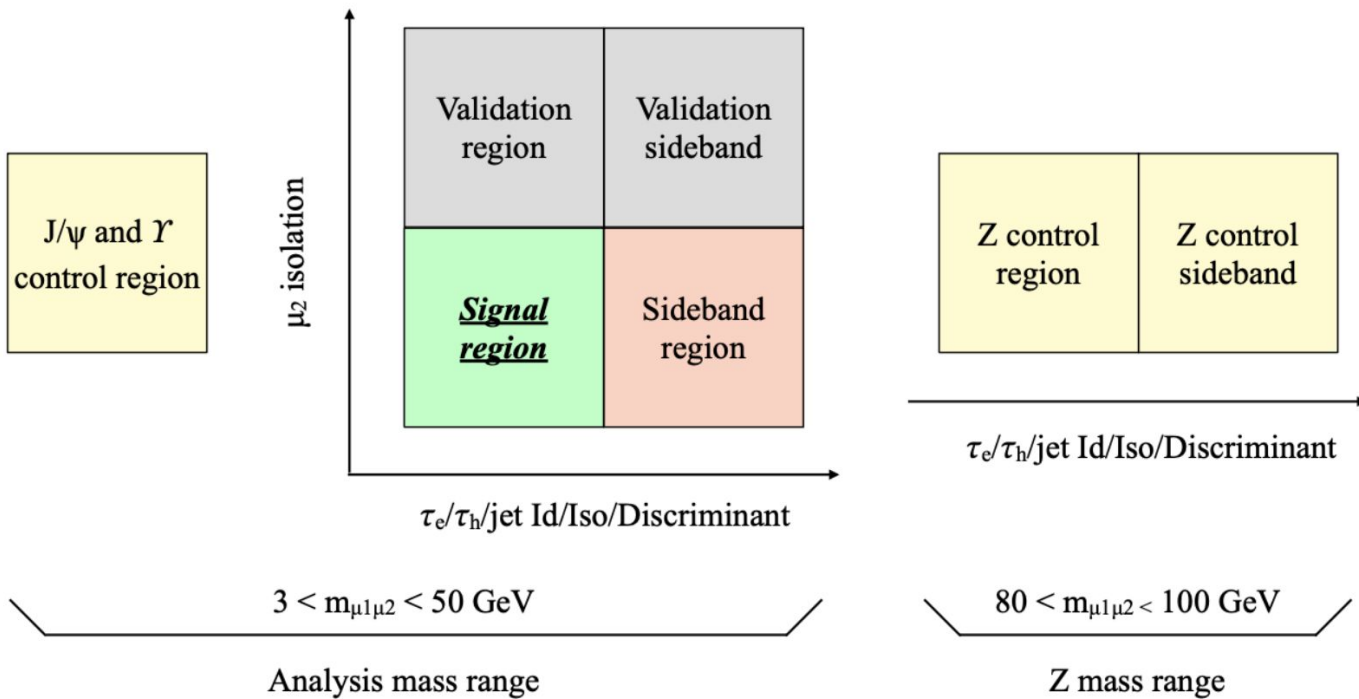 J/ψ and ϒ
control region
μ₂ isolation
Validation
region
Validation
sideband
Signal
region
Sideband
region
τₑ/τₕ/jet Id/Iso/Discriminant
Z control
region
Z control
sideband
τₑ/τₕ/jet Id/Iso/Discriminant
3 < mμ1μ2 < 50 GeV
Analysis mass range
80 < mμ1μ2 < 100 GeV
Z mass range